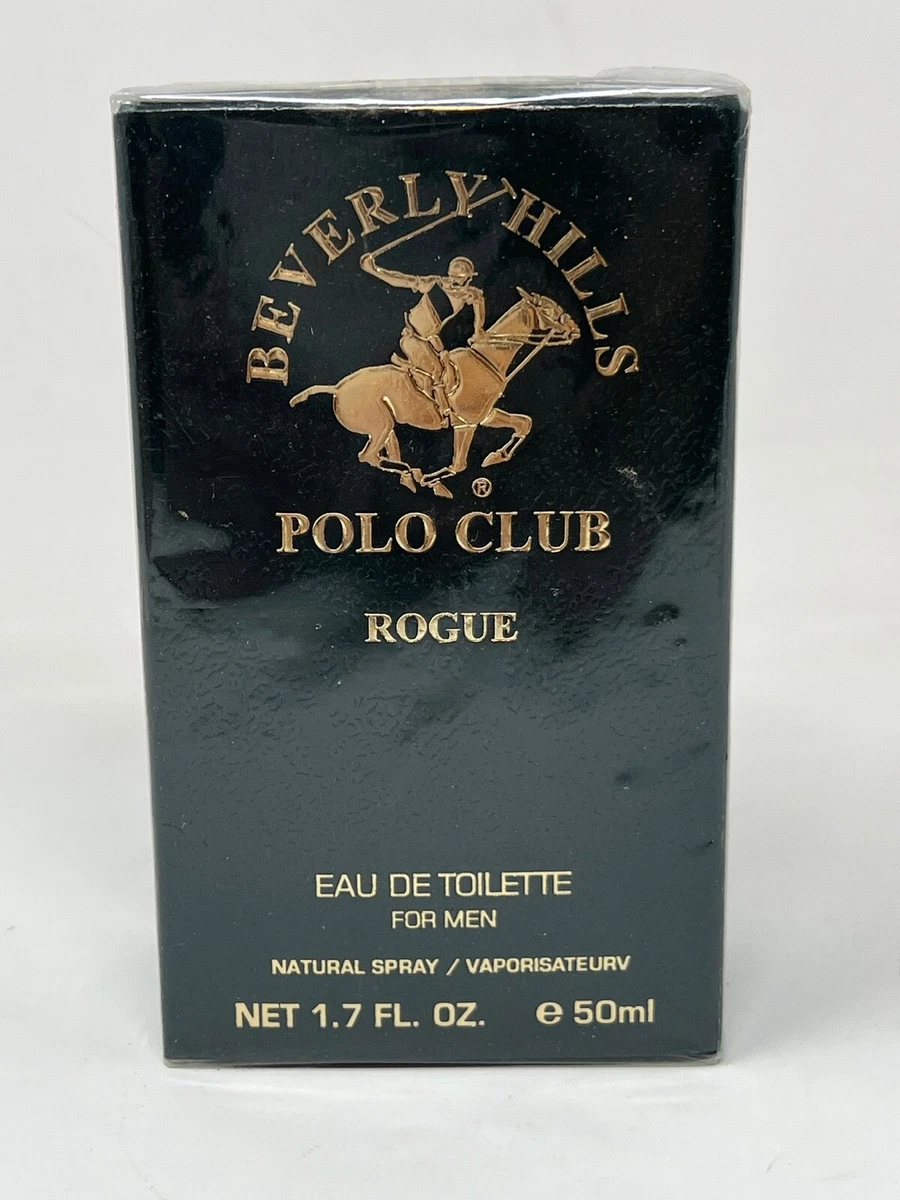 BEVERLY HILLS
®
POLO CLUB
ROGUE
EAU DE TOILETTE
FOR MEN
NATURAL SPRAY / VAPORISATEURV
NET 1.7 FL. OZ. e 50ml